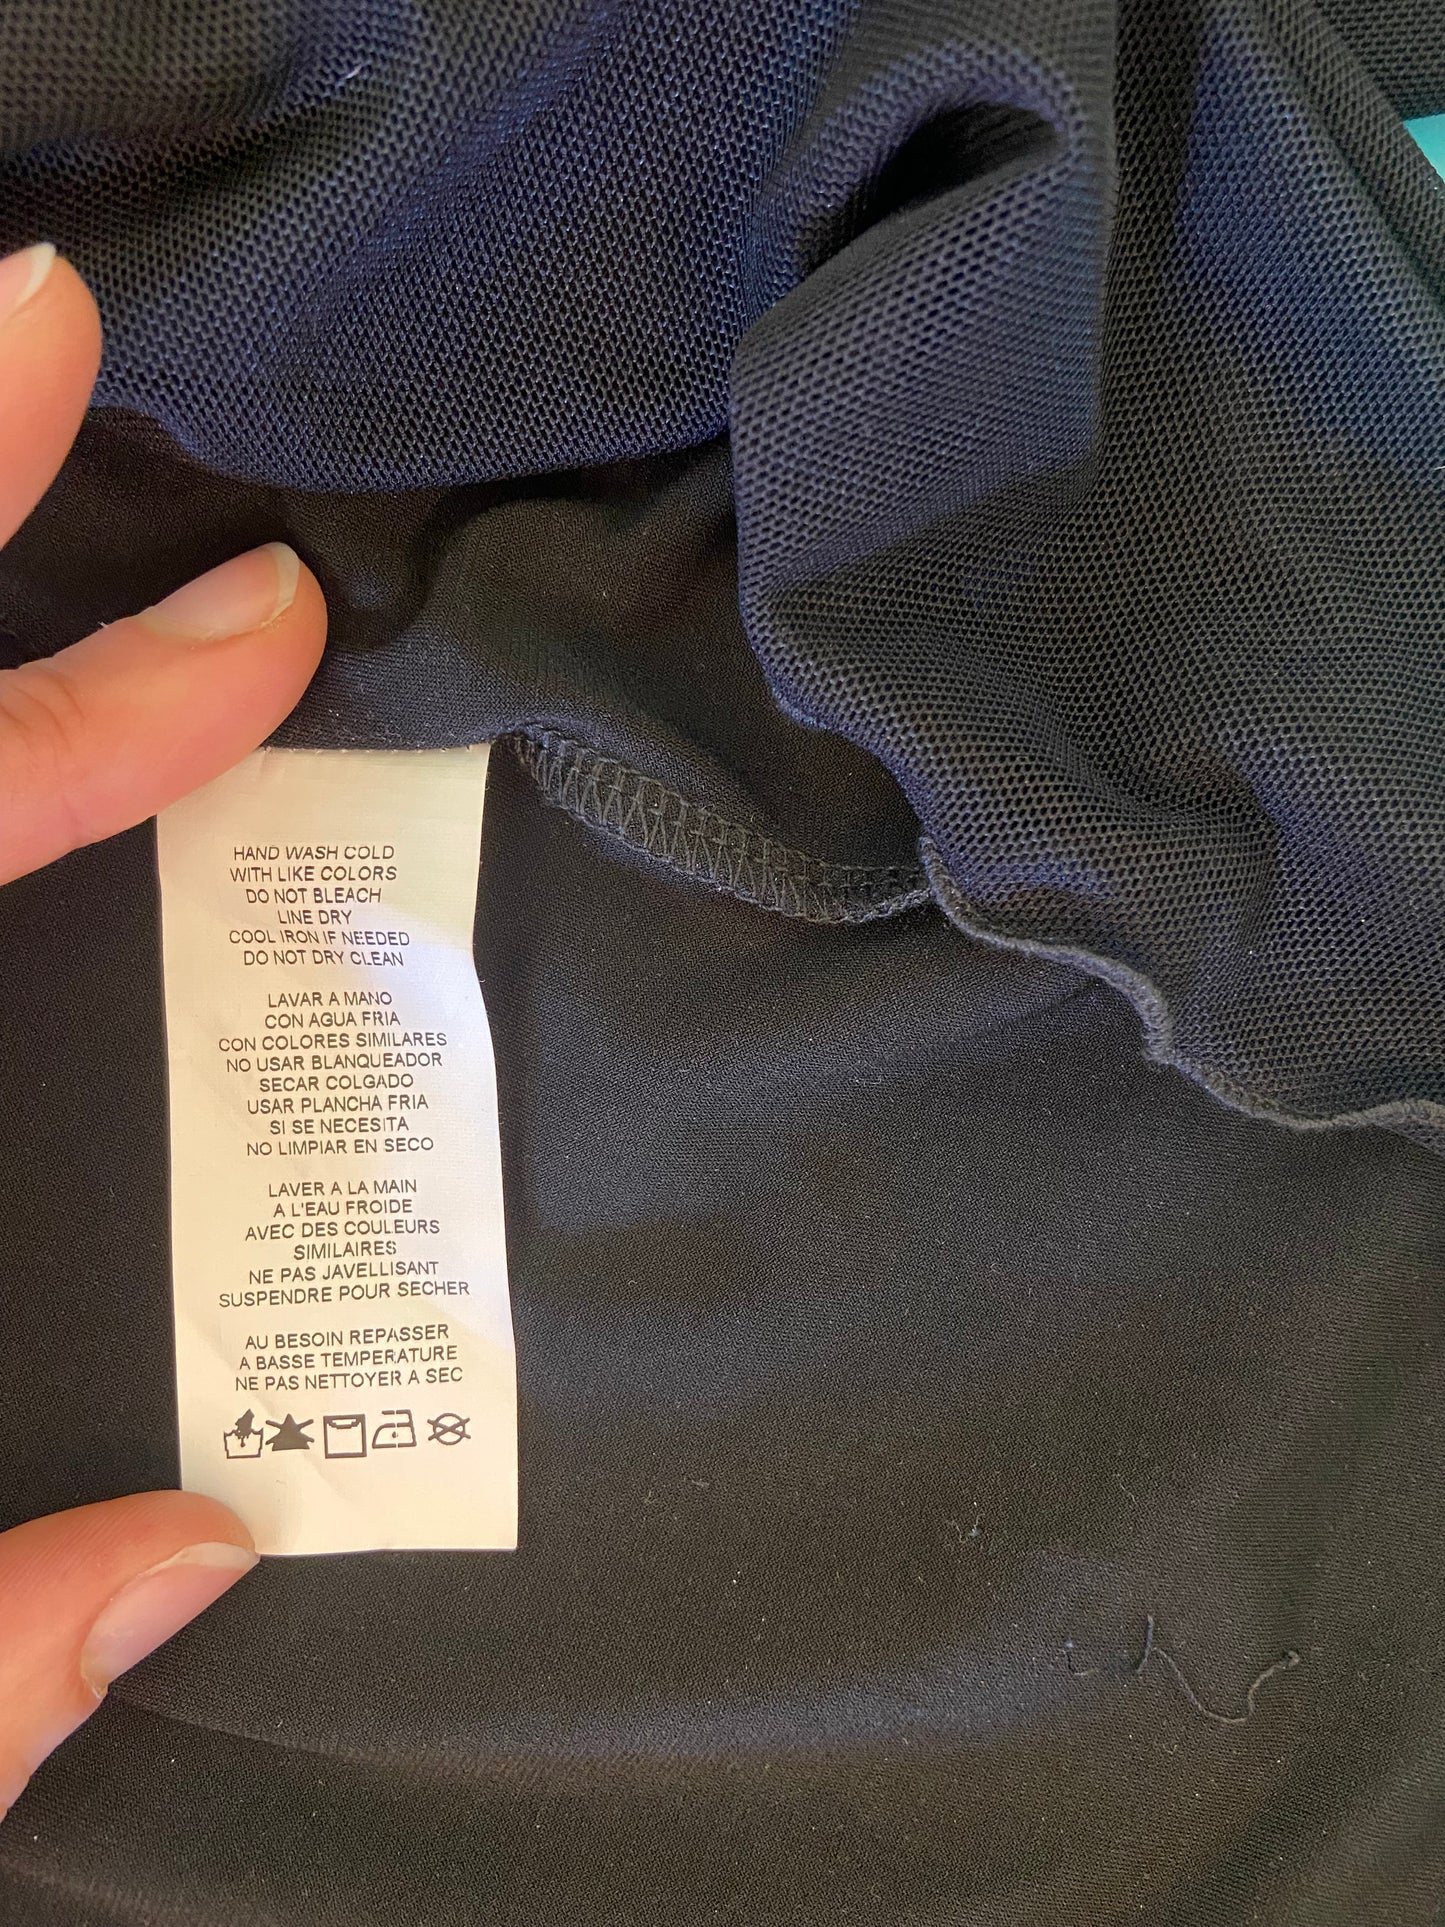 HAND WASH COLD
WITH LIKE COLORS
DO NOT BLEACH
LINE DRY
COOL IRON IF NEEDED
DO NOT DRY CLEAN
LAVAR A MANO
CON AGUA FRIA
CON COLORES SIMILARES
NO USAR BLANQUEADOR
SECAR COLGADO
USAR PLANCHA FRIA
SI SE NECESITA
NO LIMPIAR EN SECO
LAVER A LA MAIN
A L'EAU FROIDE
AVEC DES COULEURS
SIMILAIRES
NE PAS JAVELLISANT
SUSPENDRE POUR SECHER
AU BESOIN REPASSER
A BASSE TEMPERATURE
NE PAS NETTOYER A SEC